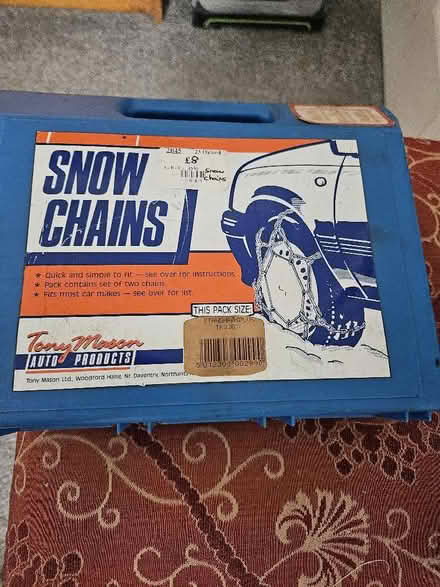 SNOW
CHAINS
£8
Snow
Chains
★ Quick and simple to fit — see over for instructions
★ Pack contains set of two chains
★ Fits most car makes — see over for list
THIS PACK SIZE:
Tony Mason
AUTO PRODUCTS
Tony Mason Ltd., Woodford Halse, Nr. Daventry, Northants